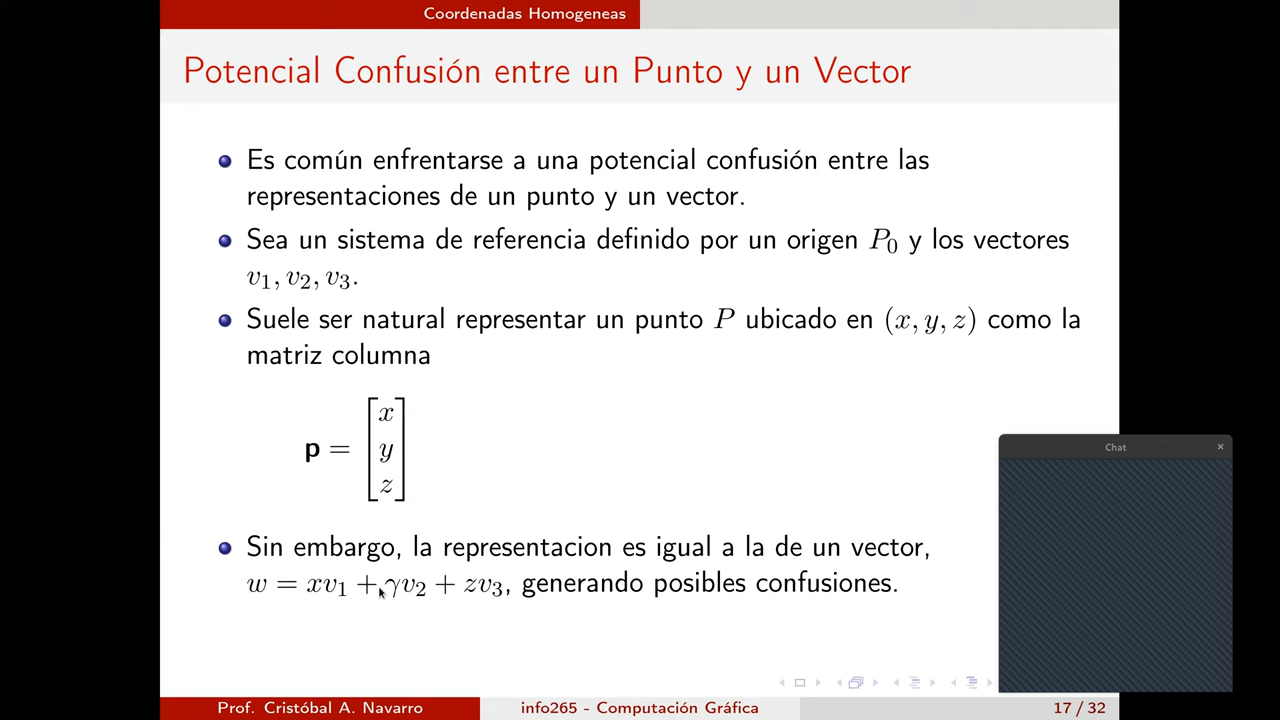 Coordenadas Homogeneas
Potencial Confusión entre un Punto y un Vector
Es común enfrentarse a una potencial confusión entre las
representaciones de un punto y un vector.
Sea un sistema de referencia definido por un origen P₀ y los vectores
v₁, v₂, v₃.
Suele ser natural representar un punto P ubicado en (x, y, z) como la
matriz columna
p = [x
y
z]
Sin embargo, la representacion es igual a la de un vector,
w = xv₁ + γv₂ + zv₃, generando posibles confusiones.
Chat ×
Prof. Cristóbal A. Navarro info265 - Computación Gráfica 17 / 32